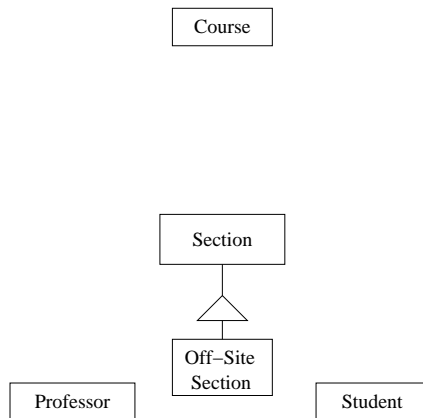 Course
Section
Off−Site
Section
Professor
Student